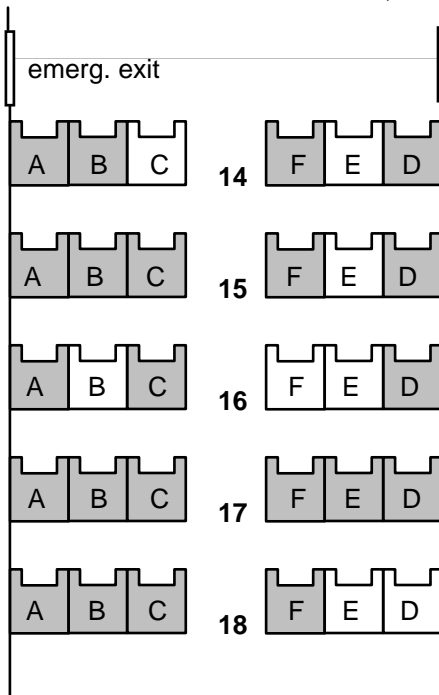 emerg. exit
A B C 14 F E D
A B C 15 F E D
A B C 16 F E D
A B C 17 F E D
A B C 18 F E D